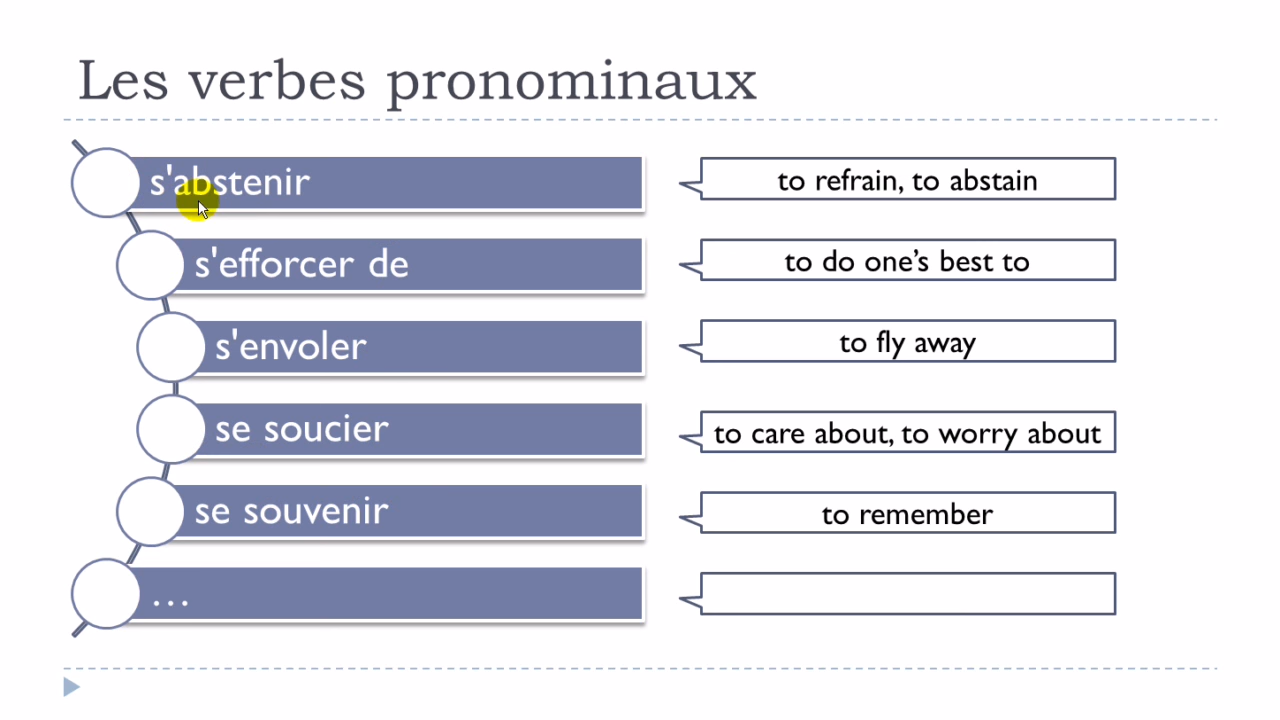 Les verbes pronominaux
s'abstenir
to refrain, to abstain
s'efforcer de
to do one’s best to
s'envoler
to fly away
se soucier
to care about, to worry about
se souvenir
to remember
…